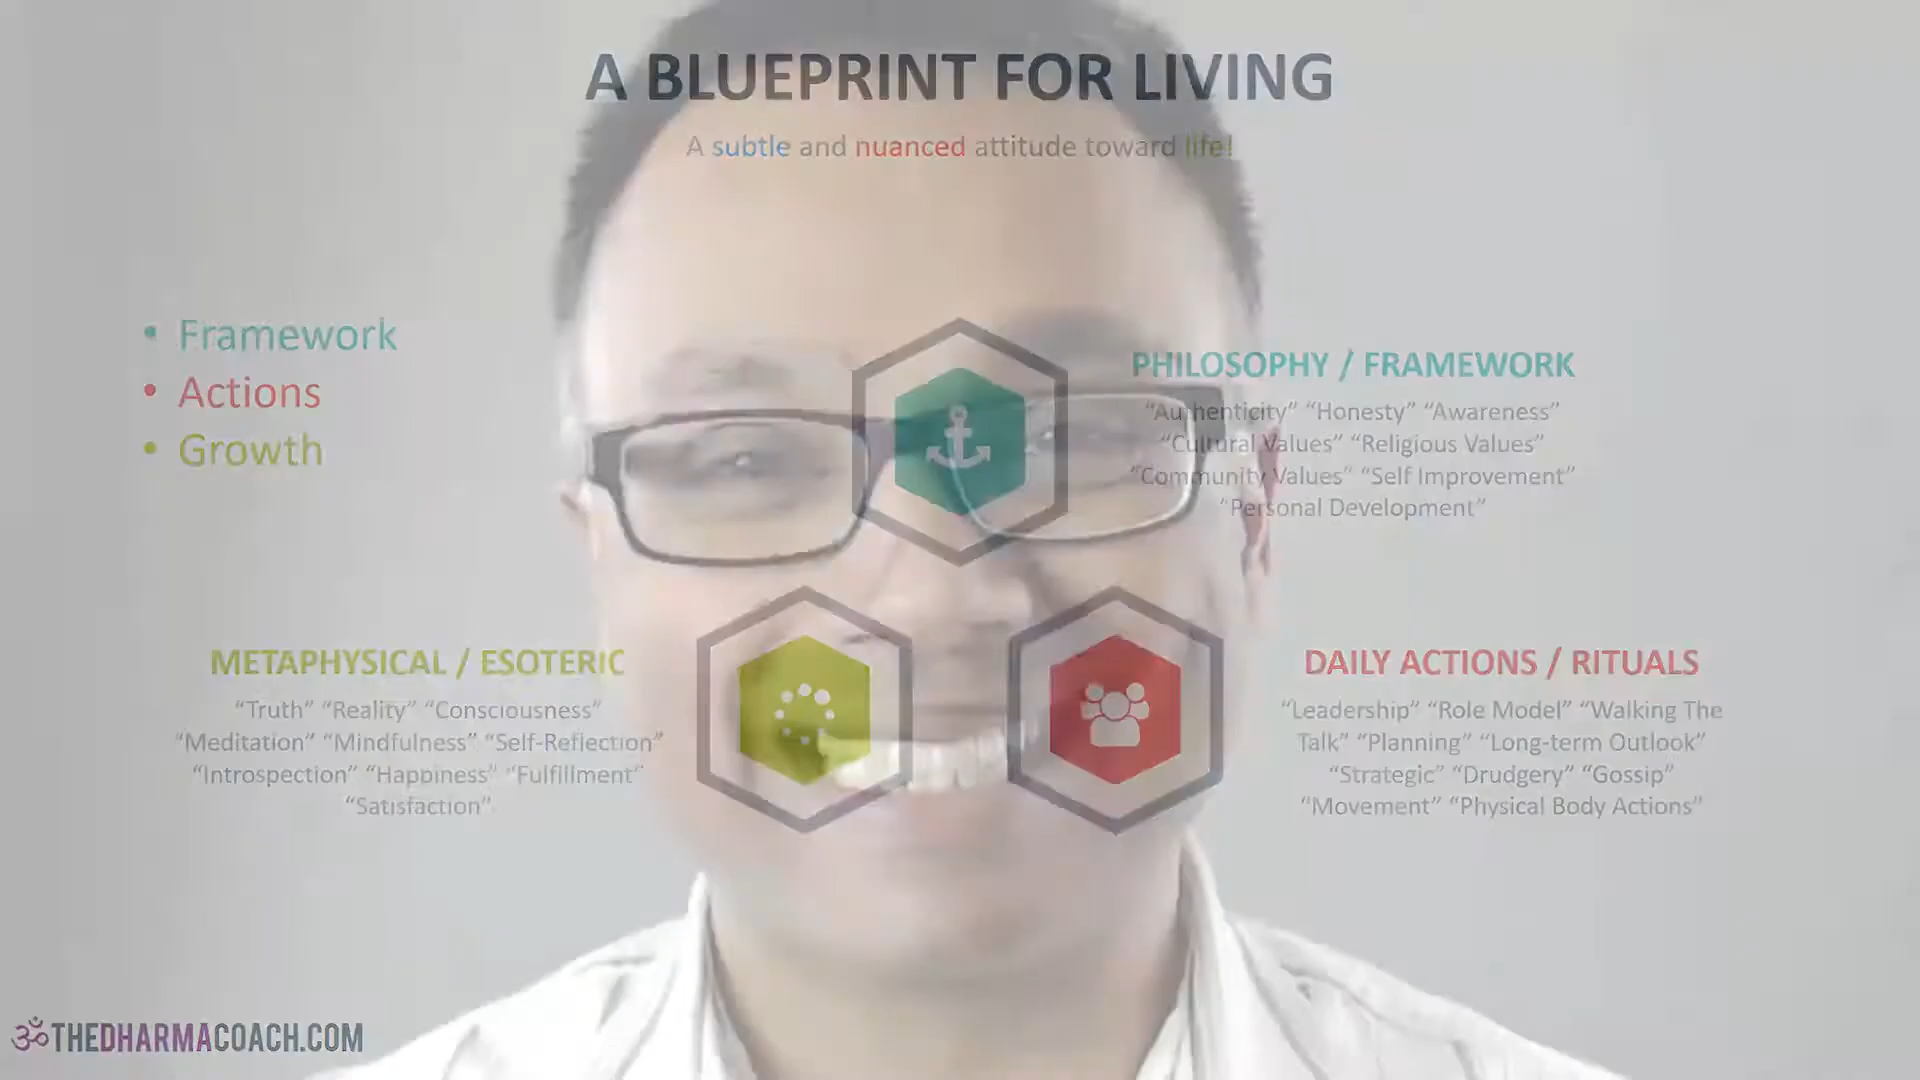 A BLUEPRINT FOR LIVING
A subtle and nuanced attitude toward life!
• Framework
• Actions
• Growth
PHILOSOPHY / FRAMEWORK
“Authenticity” “Honesty” “Awareness”
“Cultural Values” “Religious Values”
“Community Values” “Self Improvement”
“Personal Development”
METAPHYSICAL / ESOTERIC
“Truth” “Reality” “Consciousness”
“Meditation” “Mindfulness” “Self-Reflection”
“Introspection” “Happiness” “Fulfillment”
“Satisfaction”
DAILY ACTIONS / RITUALS
“Leadership” “Role Model” “Walking The
Talk” “Planning” “Long-term Outlook”
“Strategic” “Drudgery” “Gossip”
“Movement” “Physical Body Actions”
ॐTHEDHARMACOACH.COM